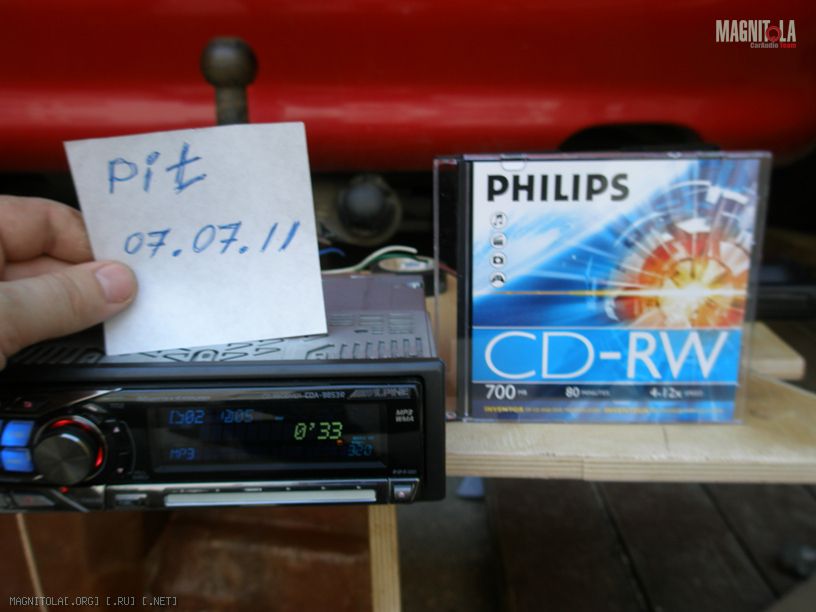 MAGNITOLA
CarAudio Team
pit
07.07.11
PHILIPS
CD-RW
700 MB 80 MINUTES 4-12x SPEED
ALPINE
MP3
WMA
02 05
0'33
MP3 320
MAGNITOLA[.ORG] [.RU] [.NET]